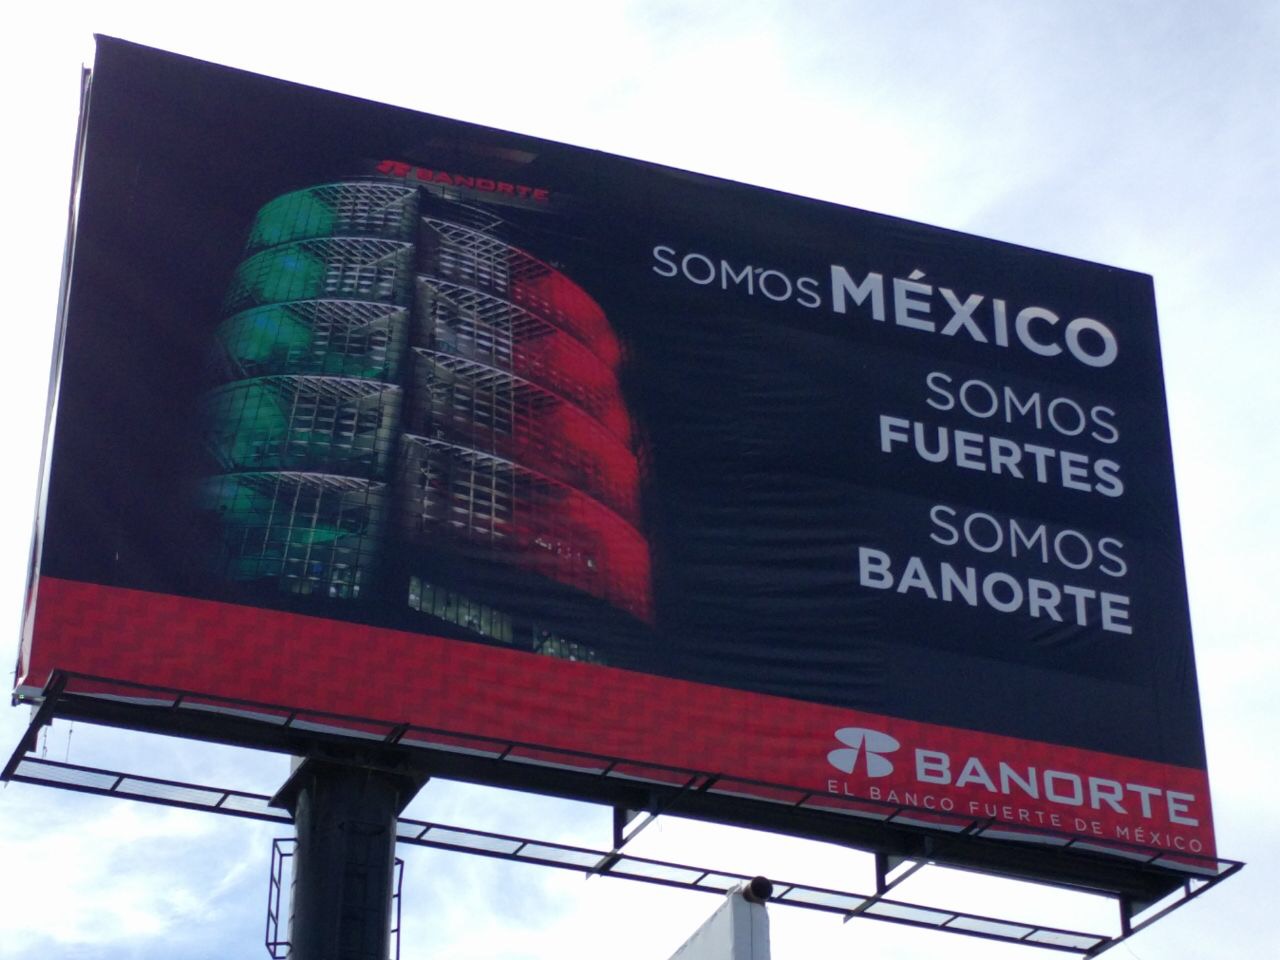 BANORTE
SOMOS MÉXICO
SOMOS
FUERTES
SOMOS
BANORTE
BANORTE
EL BANCO FUERTE DE MÉXICO